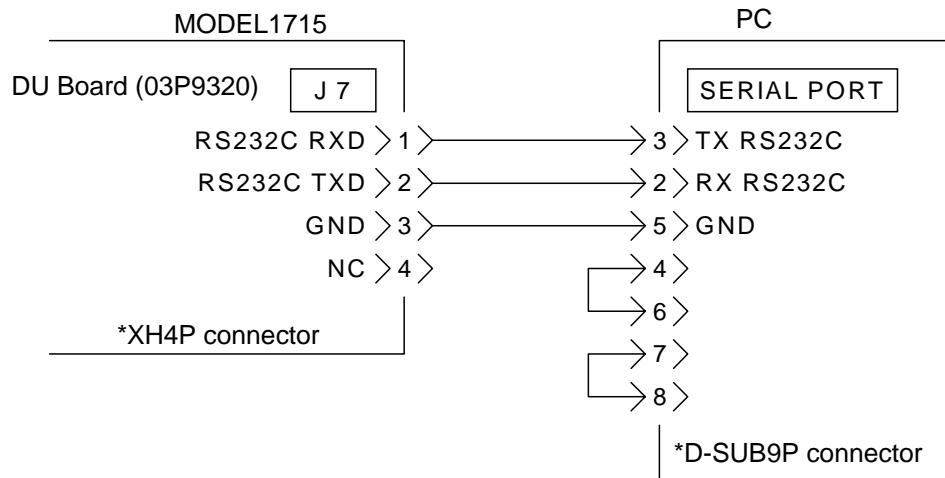 MODEL1715 PC
DU Board (03P9320) J 7 SERIAL PORT
RS232C RXD 1 3 TX RS232C
RS232C TXD 2 2 RX RS232C
GND 3 5 GND
NC 4 4
6
*XH4P connector
7
8
*D-SUB9P connector